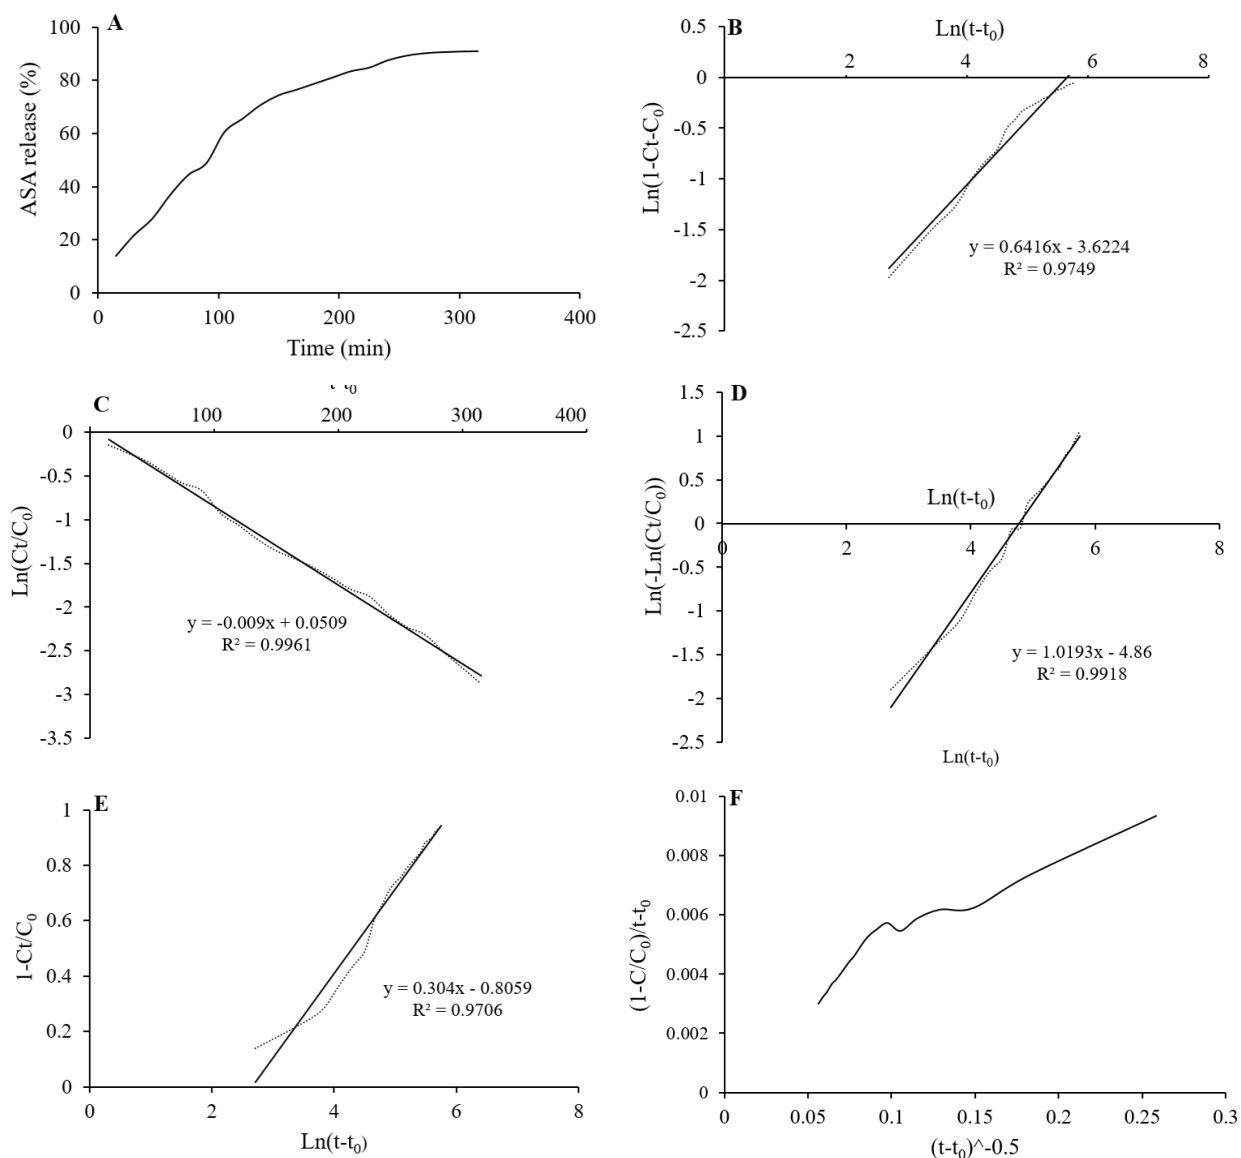 A
ASA release (%)
100
80
60
40
20
0
0 100 200 300 400
Time (min)
B
Ln(t-t₀)
Ln(1-Ct-C₀)
2 4 6 8
0.5
0
-0.5
-1
-1.5
-2
-2.5
y = 0.6416x - 3.6224
R² = 0.9749
C
t-t₀
100 200 300 400
Ln(Ct/C₀)
0
-0.5
-1
-1.5
-2
-2.5
-3
-3.5
y = -0.009x + 0.0509
R² = 0.9961
D
Ln(-Ln(Ct/C₀))
1.5
1
0.5
0
-0.5
-1
-1.5
-2
-2.5
Ln(t-t₀)
0 2 4 6 8
y = 1.0193x - 4.86
R² = 0.9918
E
1-Ct/C₀
1
0.8
0.6
0.4
0.2
0
y = 0.304x - 0.8059
R² = 0.9706
0 2 4 6 8
Ln(t-t₀)
Ln(t-t₀)
F
(1-C/C₀)/t-t₀
0.01
0.008
0.006
0.004
0.002
0
0 0.05 0.1 0.15 0.2 0.25 0.3
(t-t₀)^-0.5